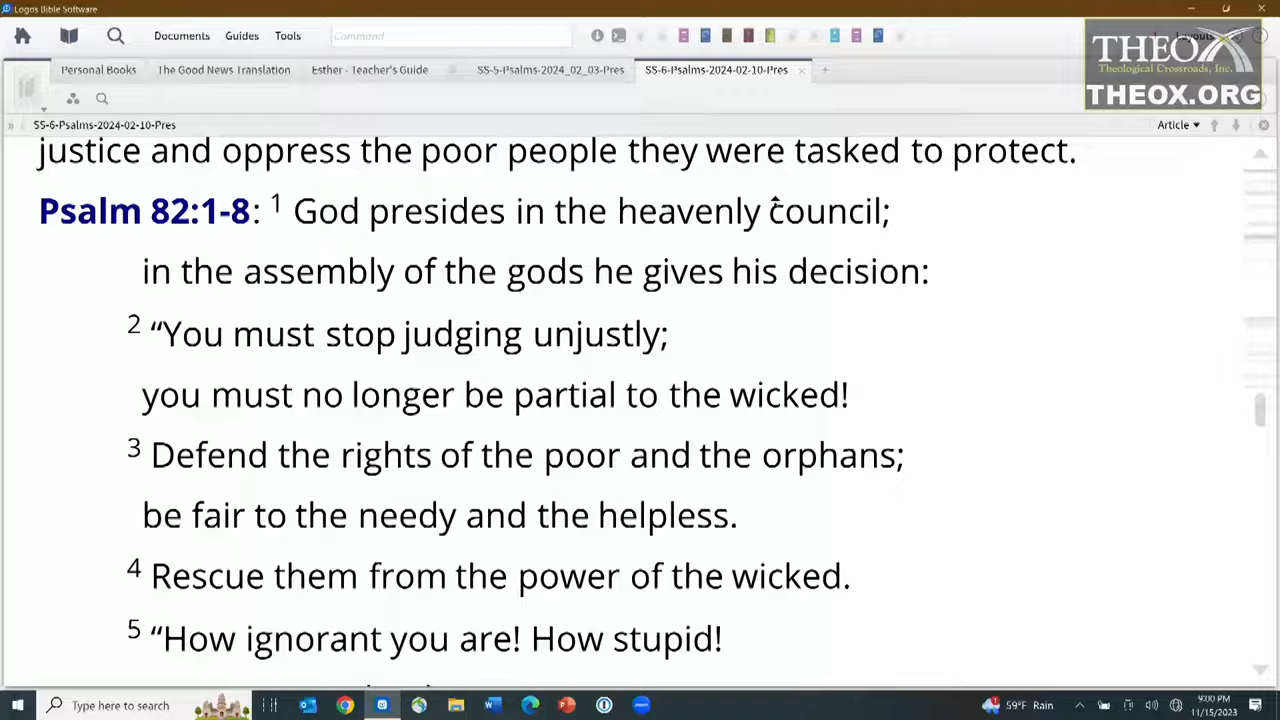 Logos Bible Software
Documents Guides Tools Command
THEOX
Theological Crossroads, Inc.
THEOX.ORG
Personal Books The Good News Translation Esther - Teacher's salms-2024_02_03-Pres SS-6-Psalms-2024-02-10-Pres
SS-6-Psalms-2024-02-10-Pres Article
justice and oppress the poor people they were tasked to protect.
Psalm 82:1-8: 1 God presides in the heavenly council;
in the assembly of the gods he gives his decision:
2 “You must stop judging unjustly;
you must no longer be partial to the wicked!
3 Defend the rights of the poor and the orphans;
be fair to the needy and the helpless.
4 Rescue them from the power of the wicked.
5 “How ignorant you are! How stupid!
Type here to search
59°F Rain
9:00 PM
11/15/2023